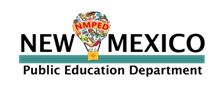 NMPED
NEW MEXICO
Public Education Department